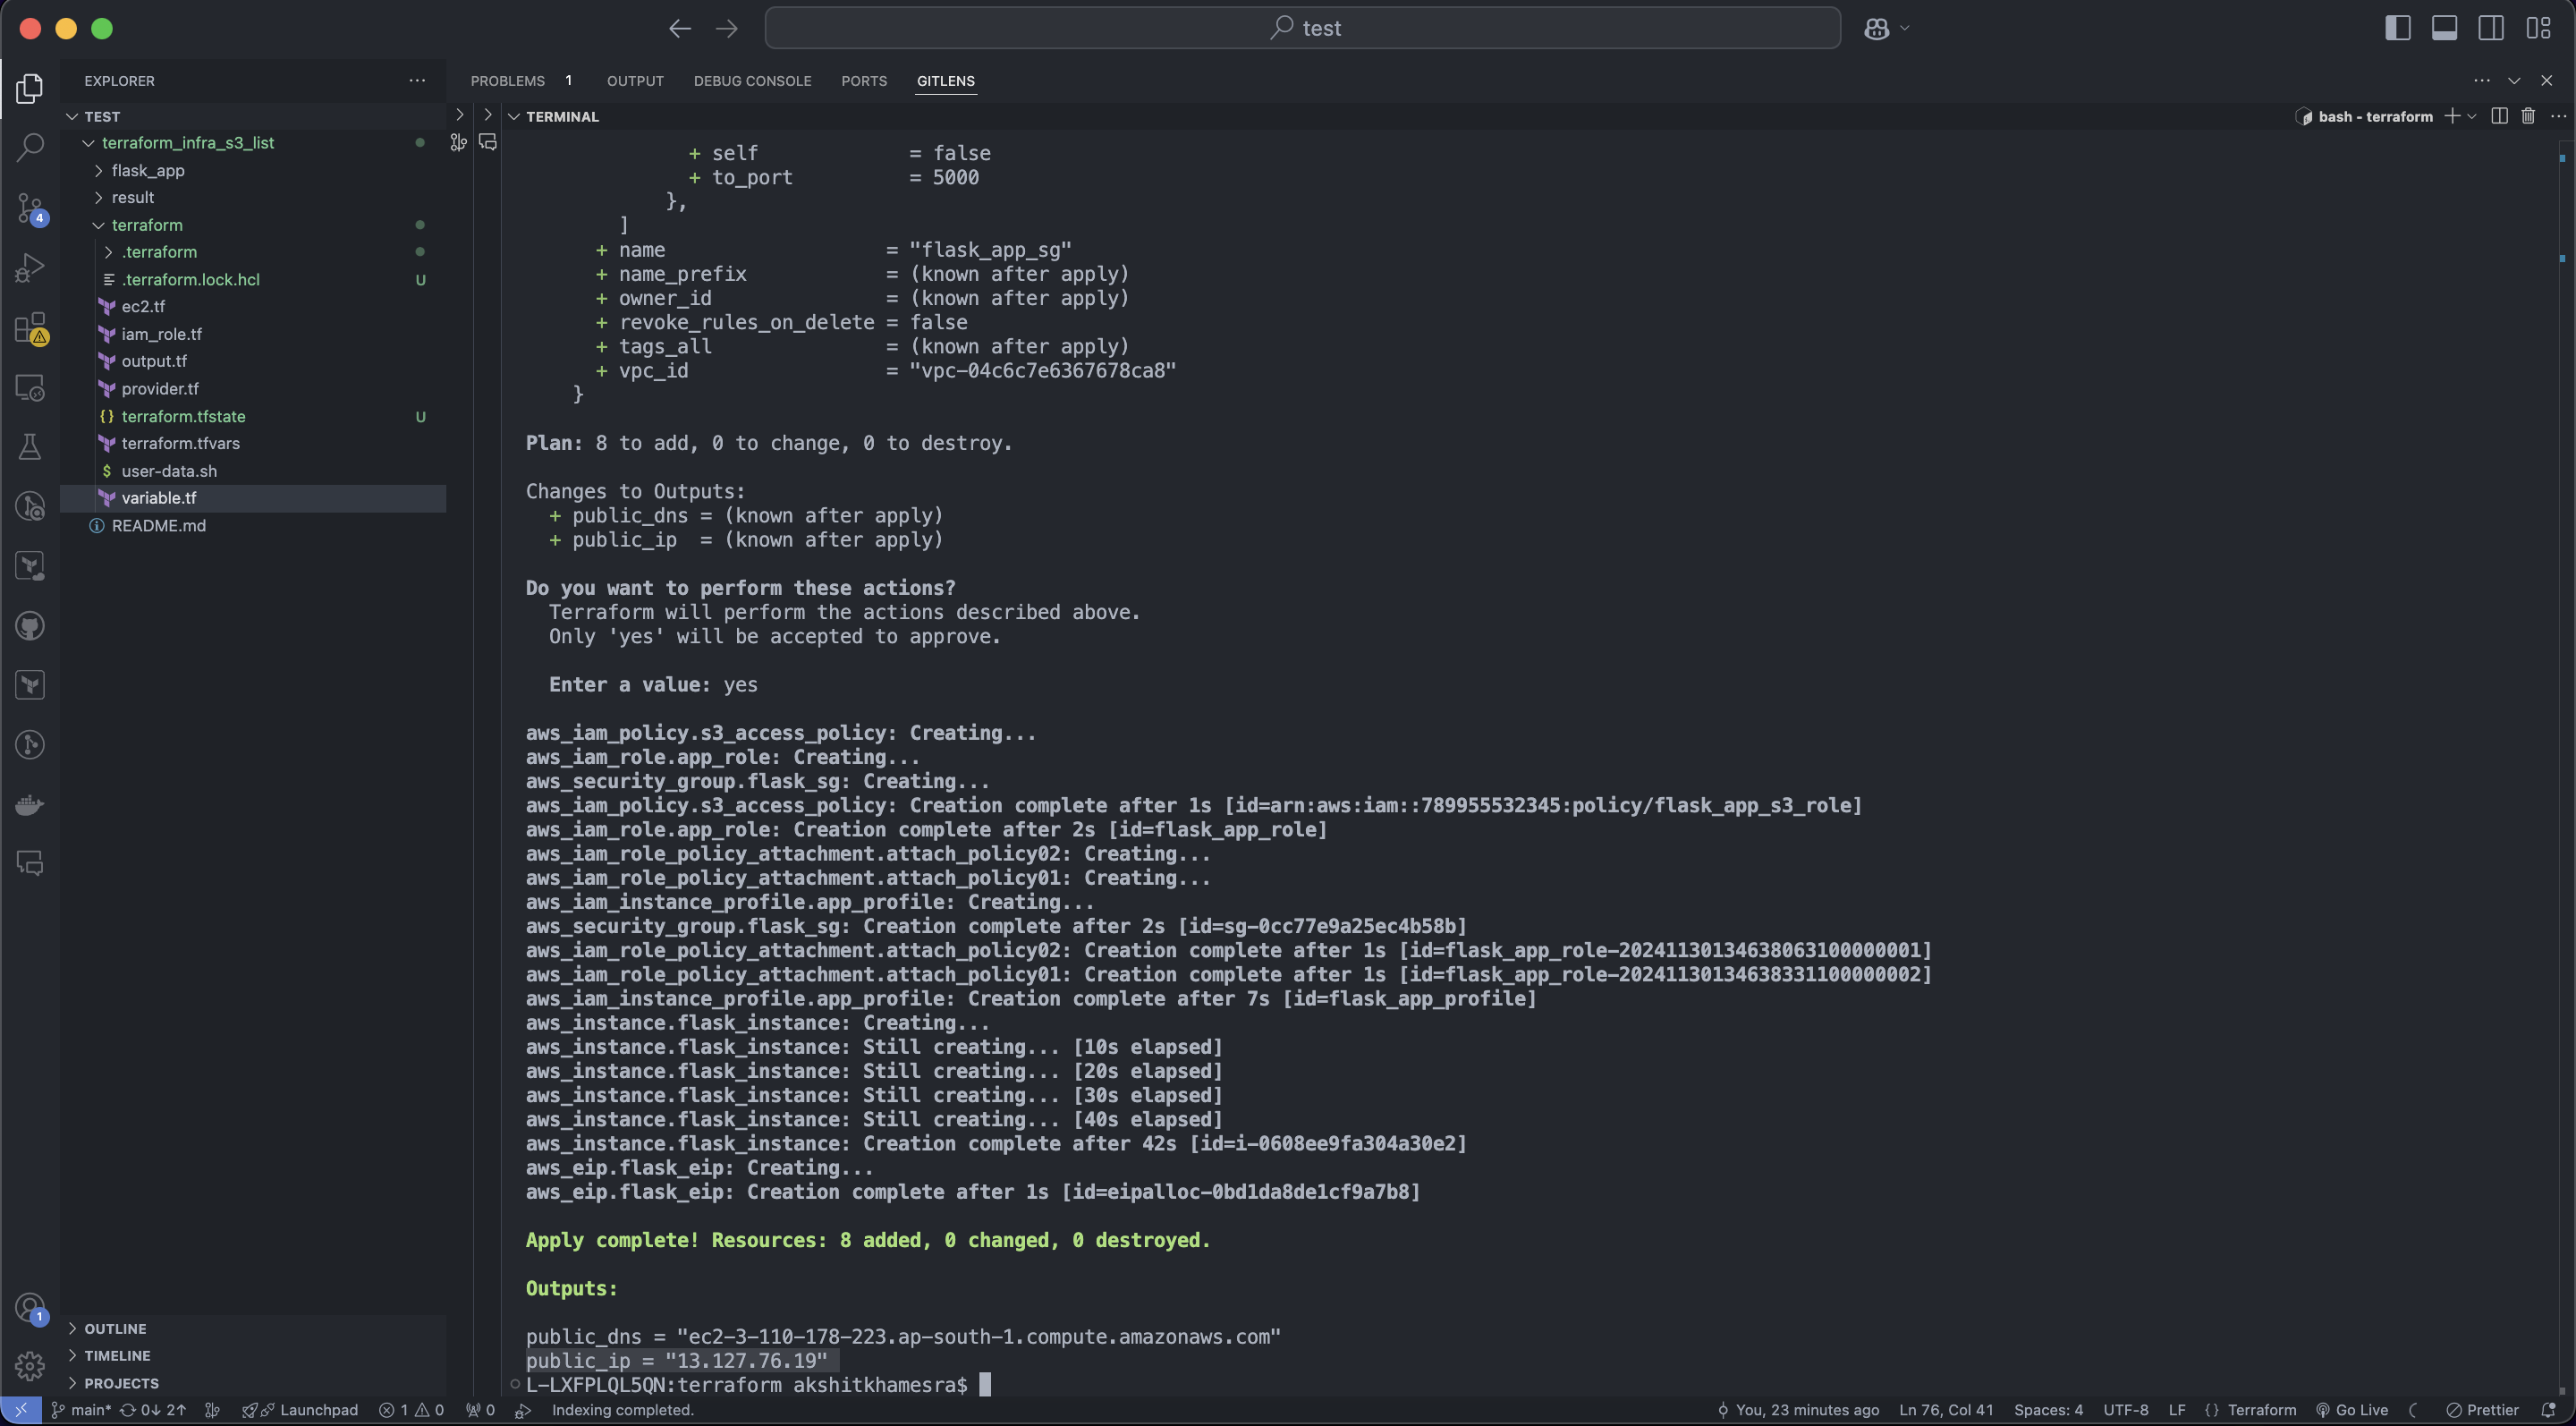 test
EXPLORER
TEST
terraform_infra_s3_list
flask_app
result
terraform
.terraform
.terraform.lock.hcl U
ec2.tf
iam_role.tf
output.tf
provider.tf
{} terraform.tfstate U
terraform.tfvars
$ user-data.sh
variable.tf
README.md
OUTLINE
TIMELINE
PROJECTS
4
1
PROBLEMS 1 OUTPUT DEBUG CONSOLE PORTS GITLENS
TERMINAL
bash - terraform
+ self = false
+ to_port = 5000
},
]
+ name = "flask_app_sg"
+ name_prefix = (known after apply)
+ owner_id = (known after apply)
+ revoke_rules_on_delete = false
+ tags_all = (known after apply)
+ vpc_id = "vpc-04c6c7e6367678ca8"
}
Plan: 8 to add, 0 to change, 0 to destroy.
Changes to Outputs:
+ public_dns = (known after apply)
+ public_ip = (known after apply)
Do you want to perform these actions?
Terraform will perform the actions described above.
Only 'yes' will be accepted to approve.
Enter a value: yes
aws_iam_policy.s3_access_policy: Creating...
aws_iam_role.app_role: Creating...
aws_security_group.flask_sg: Creating...
aws_iam_policy.s3_access_policy: Creation complete after 1s [id=arn:aws:iam::789955532345:policy/flask_app_s3_role]
aws_iam_role.app_role: Creation complete after 2s [id=flask_app_role]
aws_iam_role_policy_attachment.attach_policy02: Creating...
aws_iam_role_policy_attachment.attach_policy01: Creating...
aws_iam_instance_profile.app_profile: Creating...
aws_security_group.flask_sg: Creation complete after 2s [id=sg-0cc77e9a25ec4b58b]
aws_iam_role_policy_attachment.attach_policy02: Creation complete after 1s [id=flask_app_role-20241130134638063100000001]
aws_iam_role_policy_attachment.attach_policy01: Creation complete after 1s [id=flask_app_role-20241130134638331100000002]
aws_iam_instance_profile.app_profile: Creation complete after 7s [id=flask_app_profile]
aws_instance.flask_instance: Creating...
aws_instance.flask_instance: Still creating... [10s elapsed]
aws_instance.flask_instance: Still creating... [20s elapsed]
aws_instance.flask_instance: Still creating... [30s elapsed]
aws_instance.flask_instance: Still creating... [40s elapsed]
aws_instance.flask_instance: Creation complete after 42s [id=i-0608ee9fa304a30e2]
aws_eip.flask_eip: Creating...
aws_eip.flask_eip: Creation complete after 1s [id=eipalloc-0bd1da8de1cf9a7b8]
Apply complete! Resources: 8 added, 0 changed, 0 destroyed.
Outputs:
public_dns = "ec2-3-110-178-223.ap-south-1.compute.amazonaws.com"
public_ip = "13.127.76.19"
L-LXFPLQL5QN:terraform akshitkhamesra$
main* 0↓ 2↑ Launchpad 1 0 0 Indexing completed. You, 23 minutes ago Ln 76, Col 41 Spaces: 4 UTF-8 LF {} Terraform Go Live Prettier